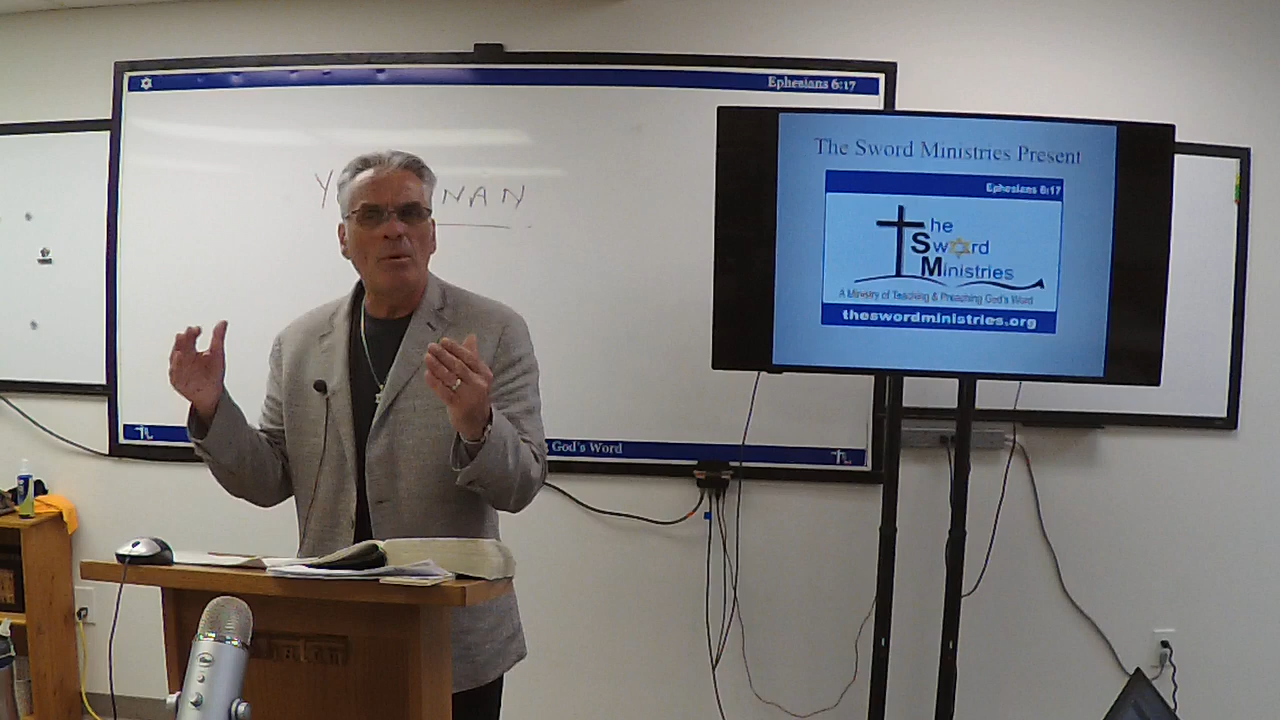 Ephesians 6:17
NAN
The Sword Ministries Present
Ephesians 6:17
The
Sword
Ministries
A Ministry of Teaching & Preaching God's Word
theswordministries.org
God's Word